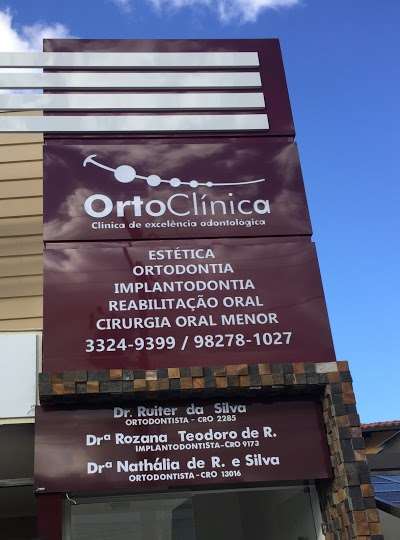 OrtoClínica
Clínica de excelência odontológica
ESTÉTICA
ORTODONTIA
IMPLANTODONTIA
REABILITAÇÃO ORAL
CIRURGIA ORAL MENOR
3324-9399 / 98278-1027
Dr. Ruiter da Silva
ORTODONTISTA - CRO 2285
Drª Rozana Teodoro de R.
IMPLANTODONTISTA - CRO 9173
Drª Nathália de R. e Silva
ORTODONTISTA - CRO 13016